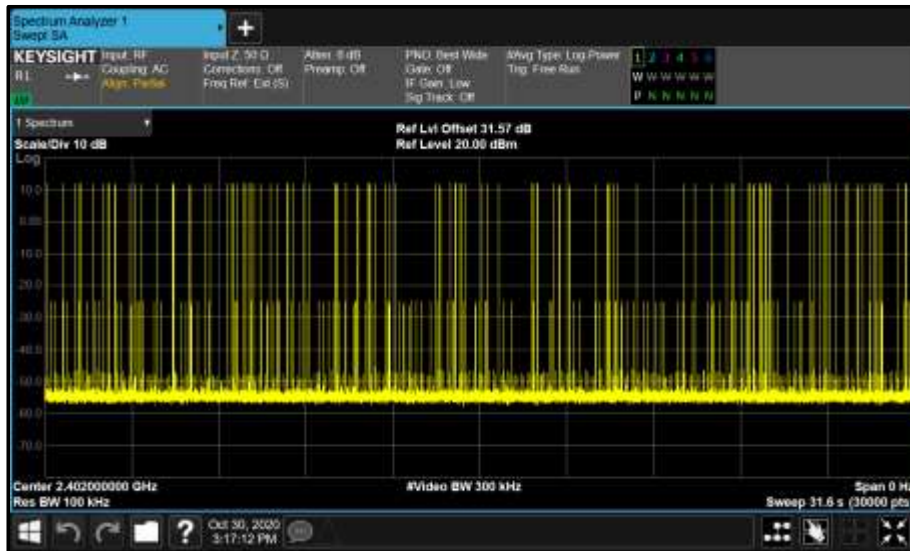 Spectrum Analyzer 1
Swept SA
+
KEYSIGHT
RL
Input: RF
Coupling: AC
Align: Partial
Input Z: 50 Ω
Corrections: Off
Freq Ref: Ext (S)
Atten: 8 dB
Preamp: Off
PNO: Best Wide
Gate: Off
IF Gain: Low
Sig Track: Off
#Avg Type: Log-Power
Trig: Free Run
1 2 3 4 5 6
W W W W W W
P N N N N N
1 Spectrum
Scale/Div 10 dB
Ref Lvl Offset 31.57 dB
Ref Level 20.00 dBm
Log
10.0
0.00
-10.0
-20.0
-30.0
-40.0
-50.0
-60.0
-70.0
Center 2.402000000 GHz
#Video BW 300 kHz
Span 0 Hz
Res BW 100 kHz
Sweep 31.6 s (30000 pts
?
Oct 30, 2020
3:17:12 PM